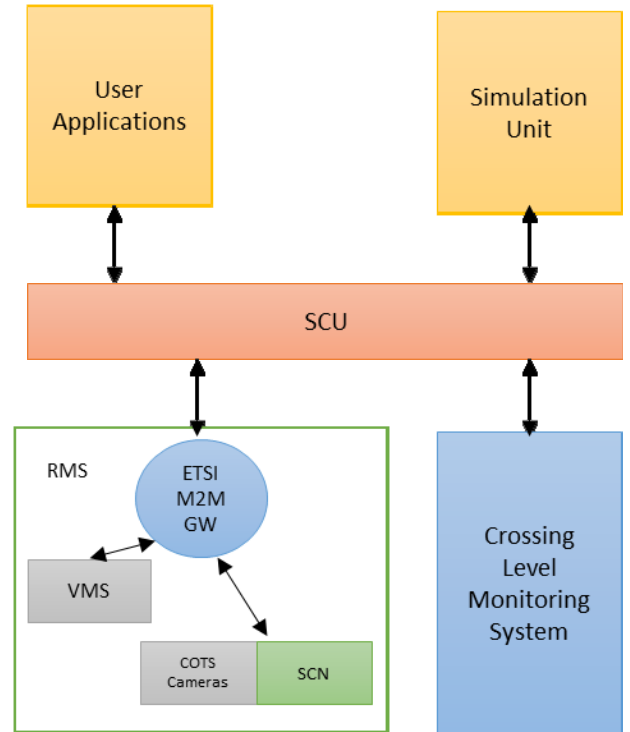 User
Applications
Simulation
Unit
SCU
RMS
ETSI
M2M
GW
VMS
COTS
Cameras
SCN
Crossing
Level
Monitoring
System